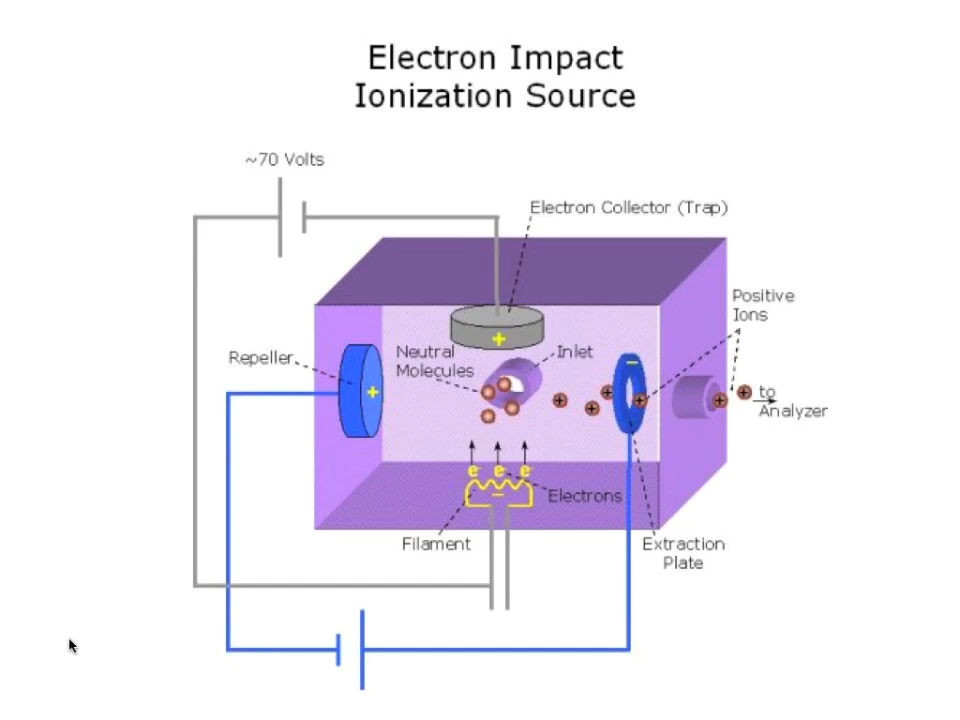 Electron Impact
Ionization Source
~70 Volts
Electron Collector (Trap)
Positive
Ions
Repeller
Neutral
Molecules
Inlet
to
Analyzer
e⁻ e⁻ e⁻
Electrons
Filament
Extraction
Plate